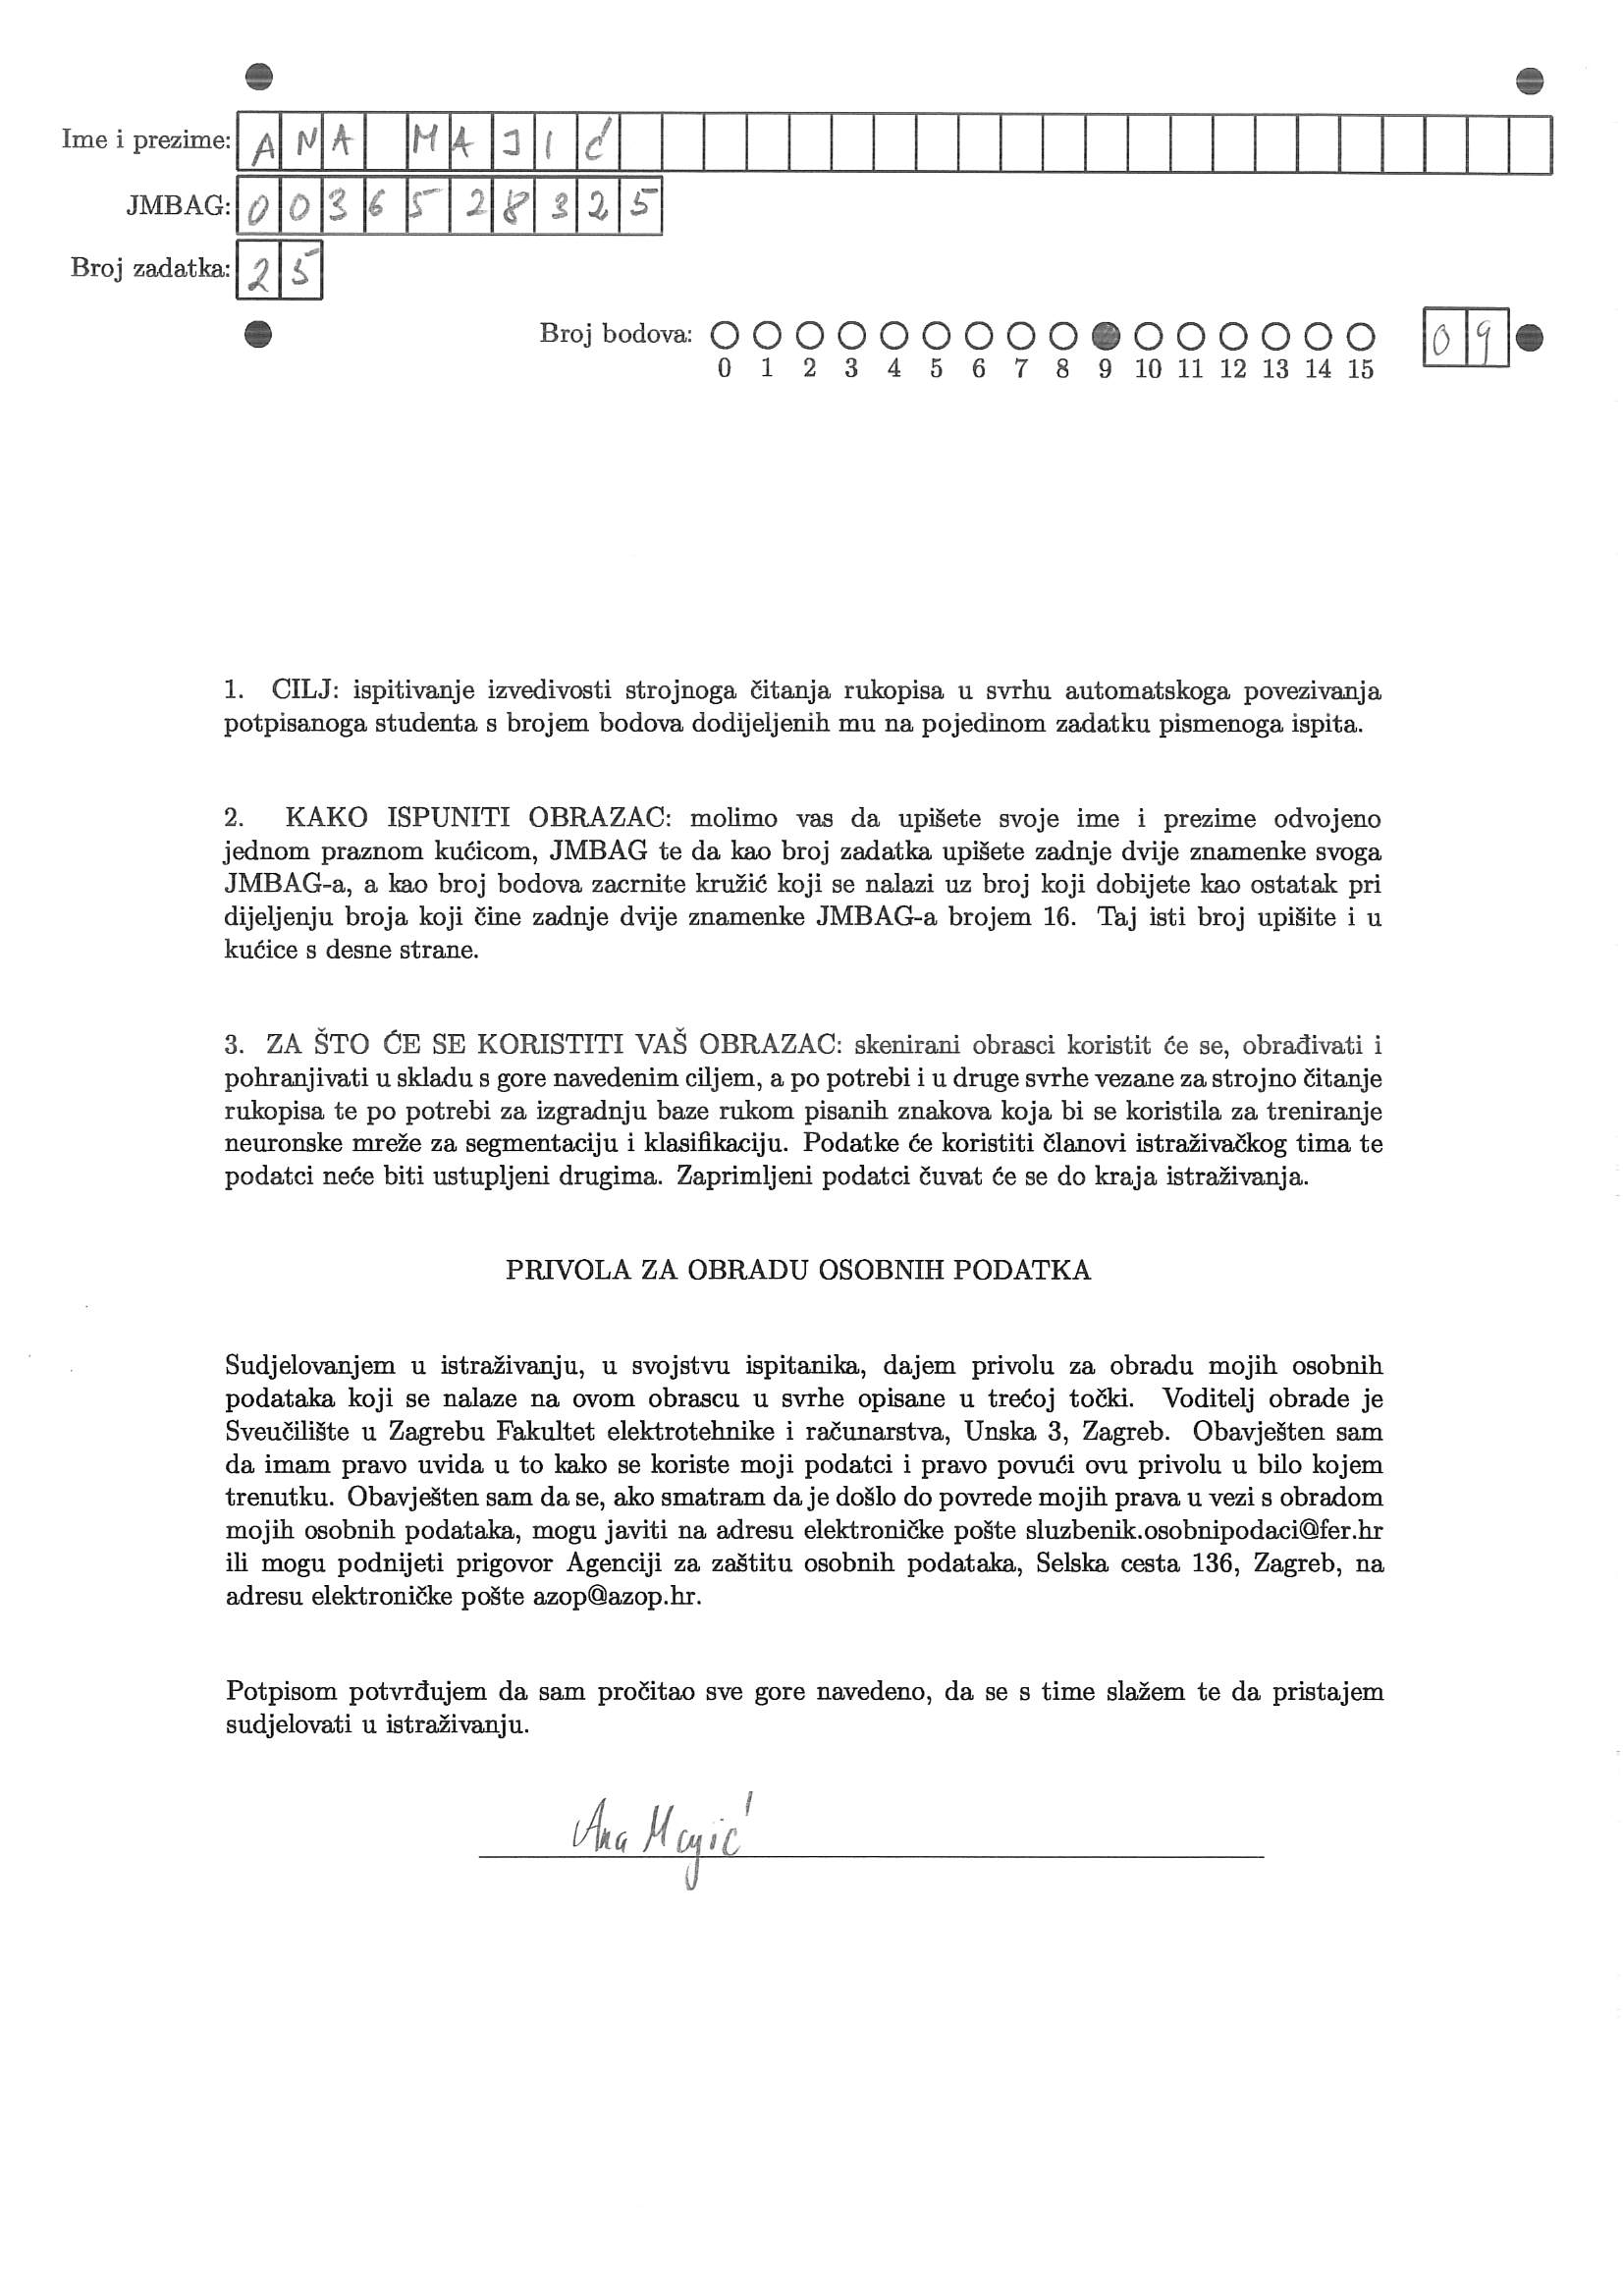 Ime i prezime: ANA MAJIĆ
JMBAG: 0036528325
Broj zadatka: 25
Broj bodova: 09
0 1 2 3 4 5 6 7 8 9 10 11 12 13 14 15
1. CILJ: ispitivanje izvedivosti strojnoga čitanja rukopisa u svrhu automatskoga povezivanja
potpisanoga studenta s brojem bodova dodijeljenih mu na pojedinom zadatku pismenoga ispita.
2. KAKO ISPUNITI OBRAZAC: molimo vas da upišete svoje ime i prezime odvojeno
jednom praznom kućicom, JMBAG te da kao broj zadatka upišete zadnje dvije znamenke svoga
JMBAG-a, a kao broj bodova zacrnite kružić koji se nalazi uz broj koji dobijete kao ostatak pri
dijeljenju broja koji čine zadnje dvije znamenke JMBAG-a brojem 16. Taj isti broj upišite i u
kućice s desne strane.
3. ZA ŠTO ĆE SE KORISTITI VAŠ OBRAZAC: skenirani obrasci koristit će se, obrađivati i
pohranjivati u skladu s gore navedenim ciljem, a po potrebi i u druge svrhe vezane za strojno čitanje
rukopisa te po potrebi za izgradnju baze rukom pisanih znakova koja bi se koristila za treniranje
neuronske mreže za segmentaciju i klasifikaciju. Podatke će koristiti članovi istraživačkog tima te
podatci neće biti ustupljeni drugima. Zaprimljeni podatci čuvat će se do kraja istraživanja.
PRIVOLA ZA OBRADU OSOBNIH PODATKA
Sudjelovanjem u istraživanju, u svojstvu ispitanika, dajem privolu za obradu mojih osobnih
podataka koji se nalaze na ovom obrascu u svrhe opisane u trećoj točki. Voditelj obrade je
Sveučilište u Zagrebu Fakultet elektrotehnike i računarstva, Unska 3, Zagreb. Obavješten sam
da imam pravo uvida u to kako se koriste moji podatci i pravo povući ovu privolu u bilo kojem
trenutku. Obavješten sam da se, ako smatram da je došlo do povrede mojih prava u vezi s obradom
mojih osobnih podataka, mogu javiti na adresu elektroničke pošte sluzbenik.osobnipodaci@fer.hr
ili mogu podnijeti prigovor Agenciji za zaštitu osobnih podataka, Selska cesta 136, Zagreb, na
adresu elektroničke pošte azop@azop.hr.
Potpisom potvrđujem da sam pročitao sve gore navedeno, da se s time slažem te da pristajem
sudjelovati u istraživanju.
Ana Majić